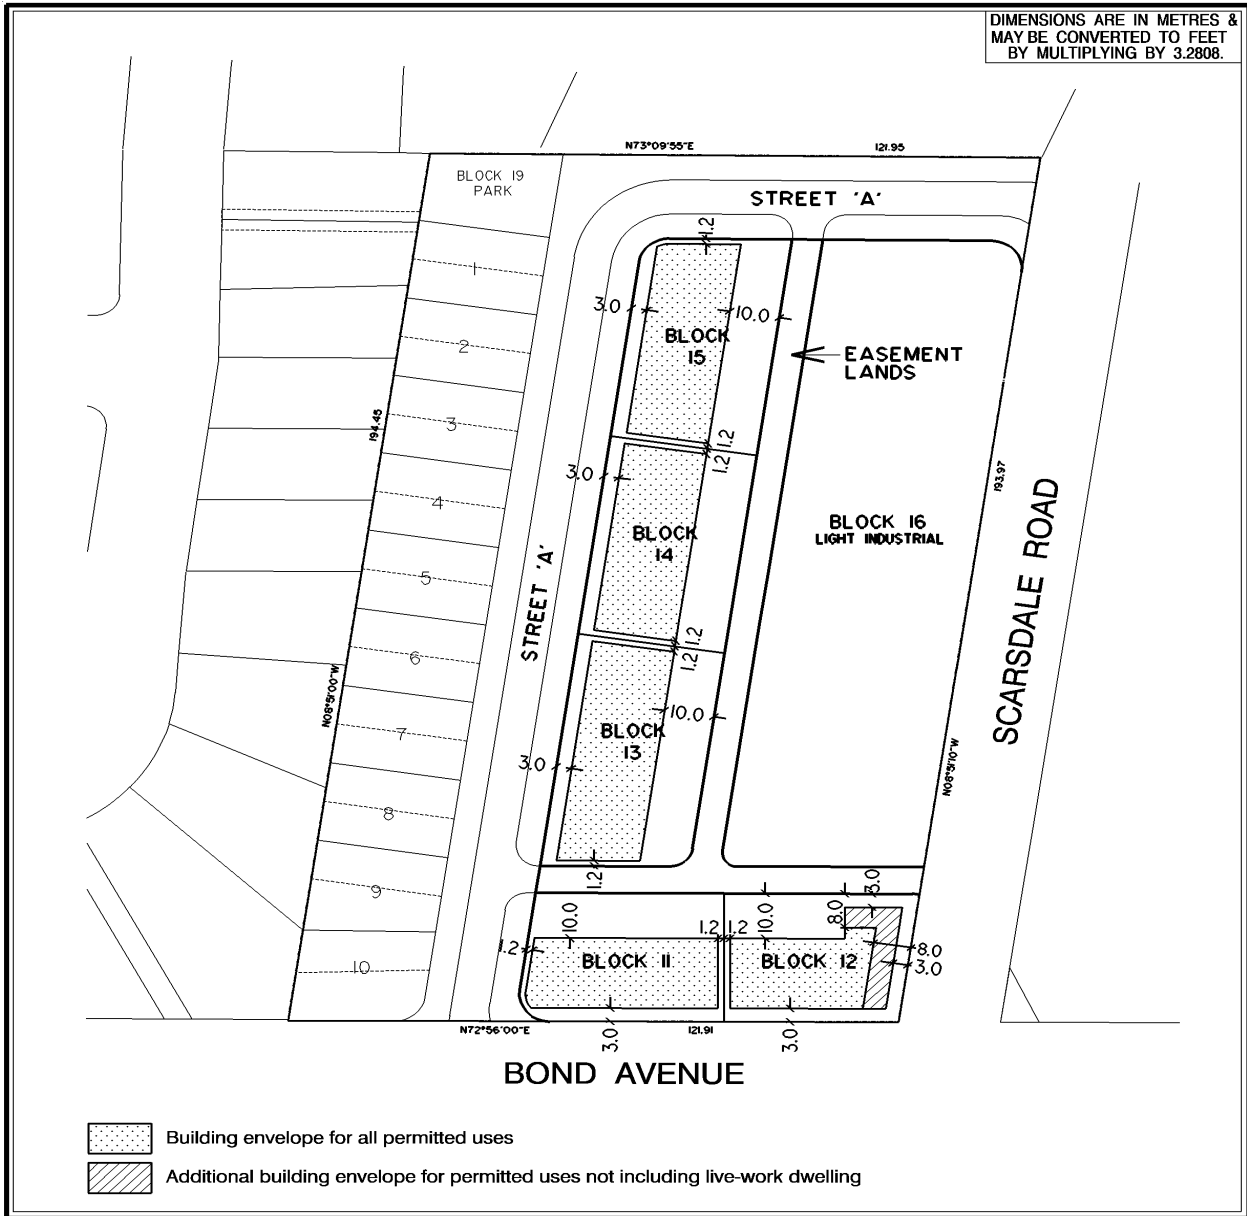 DIMENSIONS ARE IN METRES &
MAY BE CONVERTED TO FEET
BY MULTIPLYING BY 3.2808.
N73°09'55"E
121.95
BLOCK 19
PARK
STREET 'A'
1.2
1
3.0
10.0
BLOCK
15
2
EASEMENT
LANDS
194.45
3
1.2
1.2
3.0
193.97
4
BLOCK 16
LIGHT INDUSTRIAL
BLOCK
14
STREET 'A'
5
SCARSDALE ROAD
1.2
1.2
6
N08°51'00"W
10.0
7
BLOCK
13
3.0
N08°51'10"W
8
1.2
3.0
9
10.0
10.0
8.0
1.2
1.2
1.2
8.0
BLOCK 11
BLOCK 12
3.0
10
N72°56'00"E
121.91
3.0
3.0
BOND AVENUE
Building envelope for all permitted uses
Additional building envelope for permitted uses not including live-work dwelling